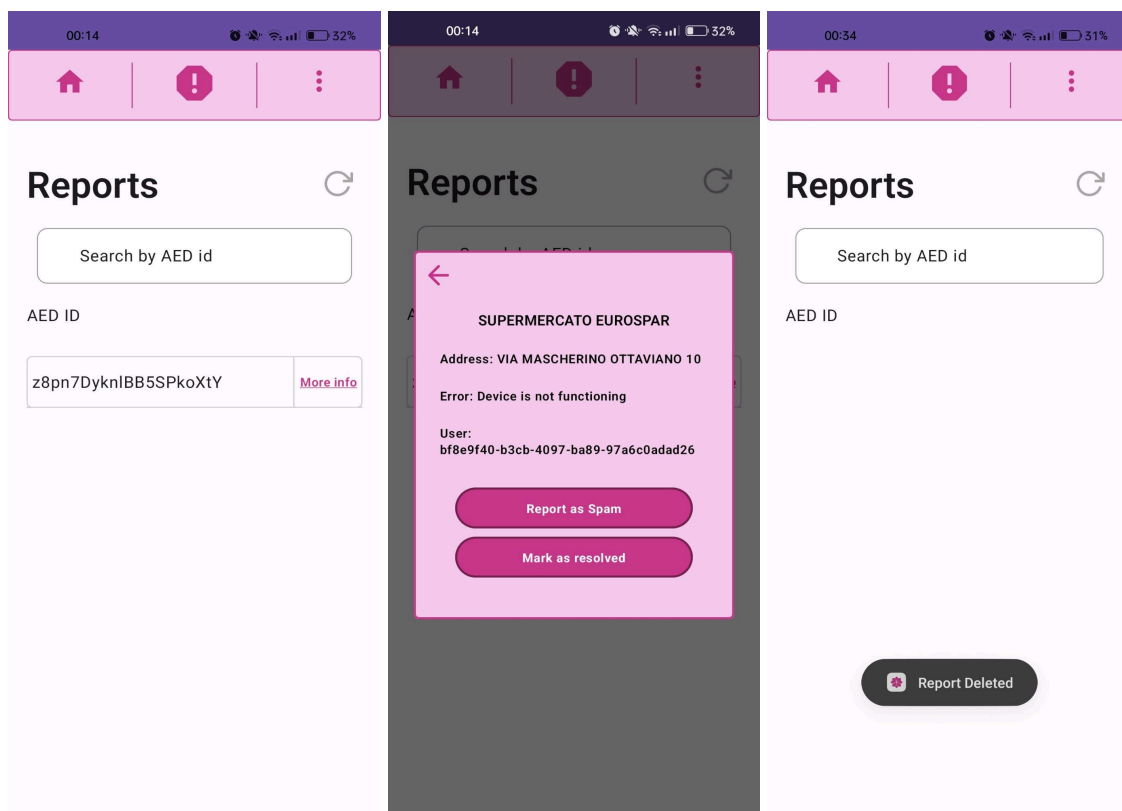 00:14
32%
Reports
Search by AED id
AED ID
z8pn7DyknlBB5SPkoXtY
More info
00:14
32%
Reports
SUPERMERCATO EUROSPAR
Address: VIA MASCHERINO OTTAVIANO 10
Error: Device is not functioning
User:
bf8e9f40-b3cb-4097-ba89-97a6c0adad26
Report as Spam
Mark as resolved
00:34
31%
Reports
Search by AED id
AED ID
Report Deleted